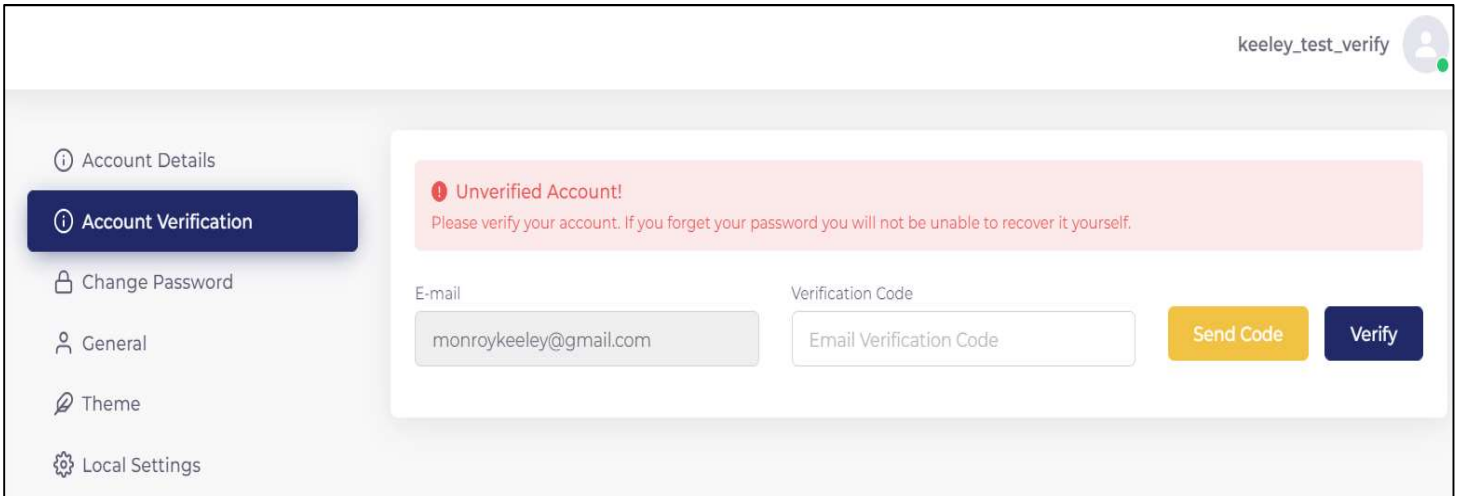 keeley_test_verify
Account Details
Account Verification
Change Password
General
Theme
Local Settings
Unverified Account!
Please verify your account. If you forget your password you will not be unable to recover it yourself.
E-mail
monroykeeley@gmail.com
Verification Code
Email Verification Code
Send Code
Verify